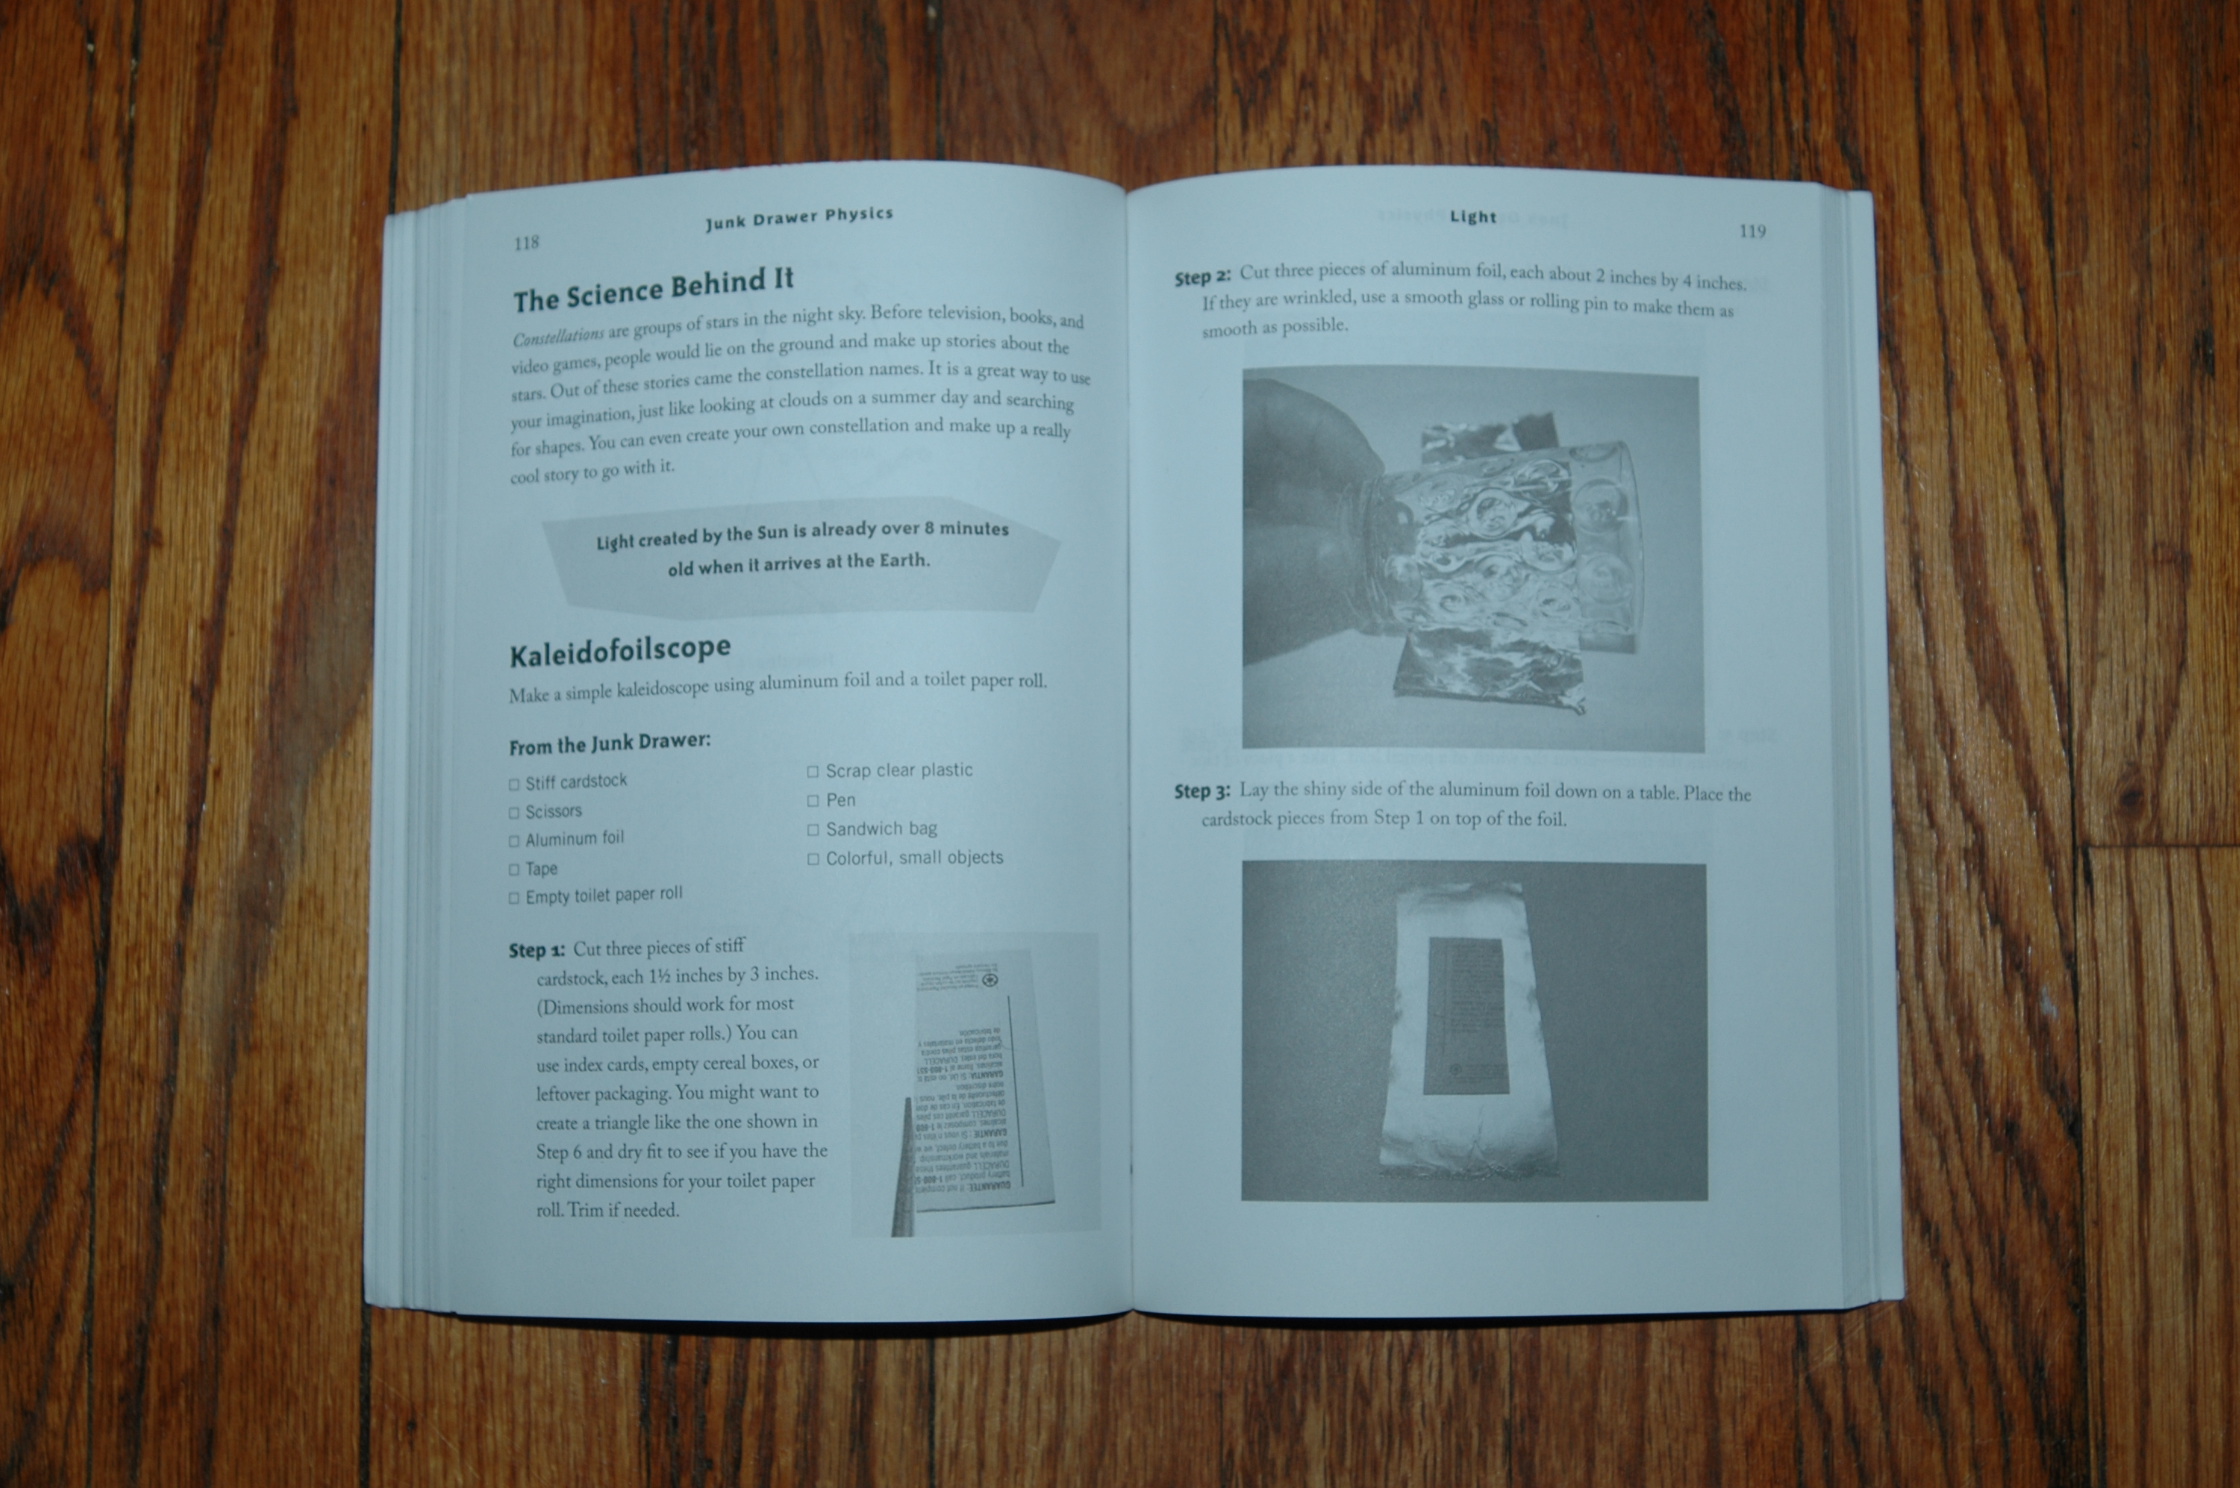 118
Junk Drawer Physics
The Science Behind It
Constellations are groups of stars in the night sky. Before television, books, and
video games, people would lie on the ground and make up stories about the
stars. Out of these stories came the constellation names. It is a great way to use
your imagination, just like looking at clouds on a summer day and searching
for shapes. You can even create your own constellation and make up a really
cool story to go with it.
Light created by the Sun is already over 8 minutes
old when it arrives at the Earth.
Kaleidofoilscope
Make a simple kaleidoscope using aluminum foil and a toilet paper roll.
From the Junk Drawer:
□ Stiff cardstock
□ Scissors
□ Aluminum foil
□ Tape
□ Empty toilet paper roll
□ Scrap clear plastic
□ Pen
□ Sandwich bag
□ Colorful, small objects
Step 1: Cut three pieces of stiff
cardstock, each 1½ inches by 3 inches.
(Dimensions should work for most
standard toilet paper rolls.) You can
use index cards, empty cereal boxes, or
leftover packaging. You might want to
create a triangle like the one shown in
Step 6 and dry fit to see if you have the
right dimensions for your toilet paper
roll. Trim if needed.
Light
119
Step 2: Cut three pieces of aluminum foil, each about 2 inches by 4 inches.
If they are wrinkled, use a smooth glass or rolling pin to make them as
smooth as possible.
Step 3: Lay the shiny side of the aluminum foil down on a table. Place the
cardstock pieces from Step 1 on top of the foil.